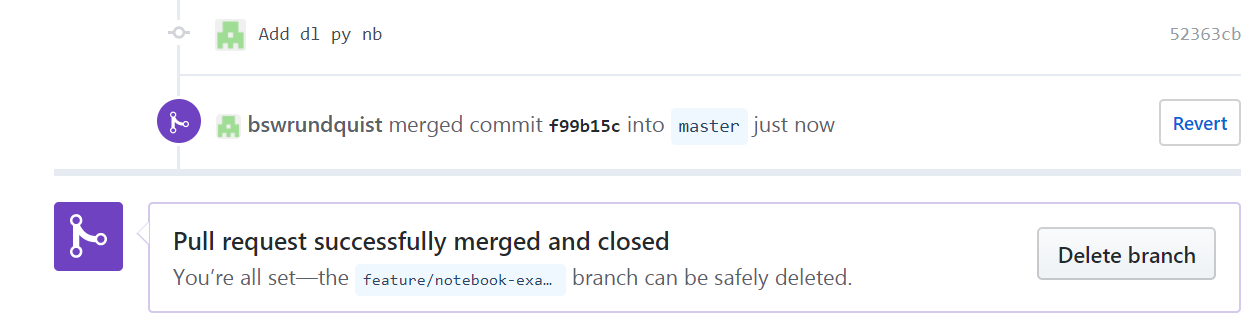 Add dl py nb 52363cb
bswrundquist merged commit f99b15c into master just now Revert
Pull request successfully merged and closed
You’re all set—the feature/notebook-exa… branch can be safely deleted. Delete branch